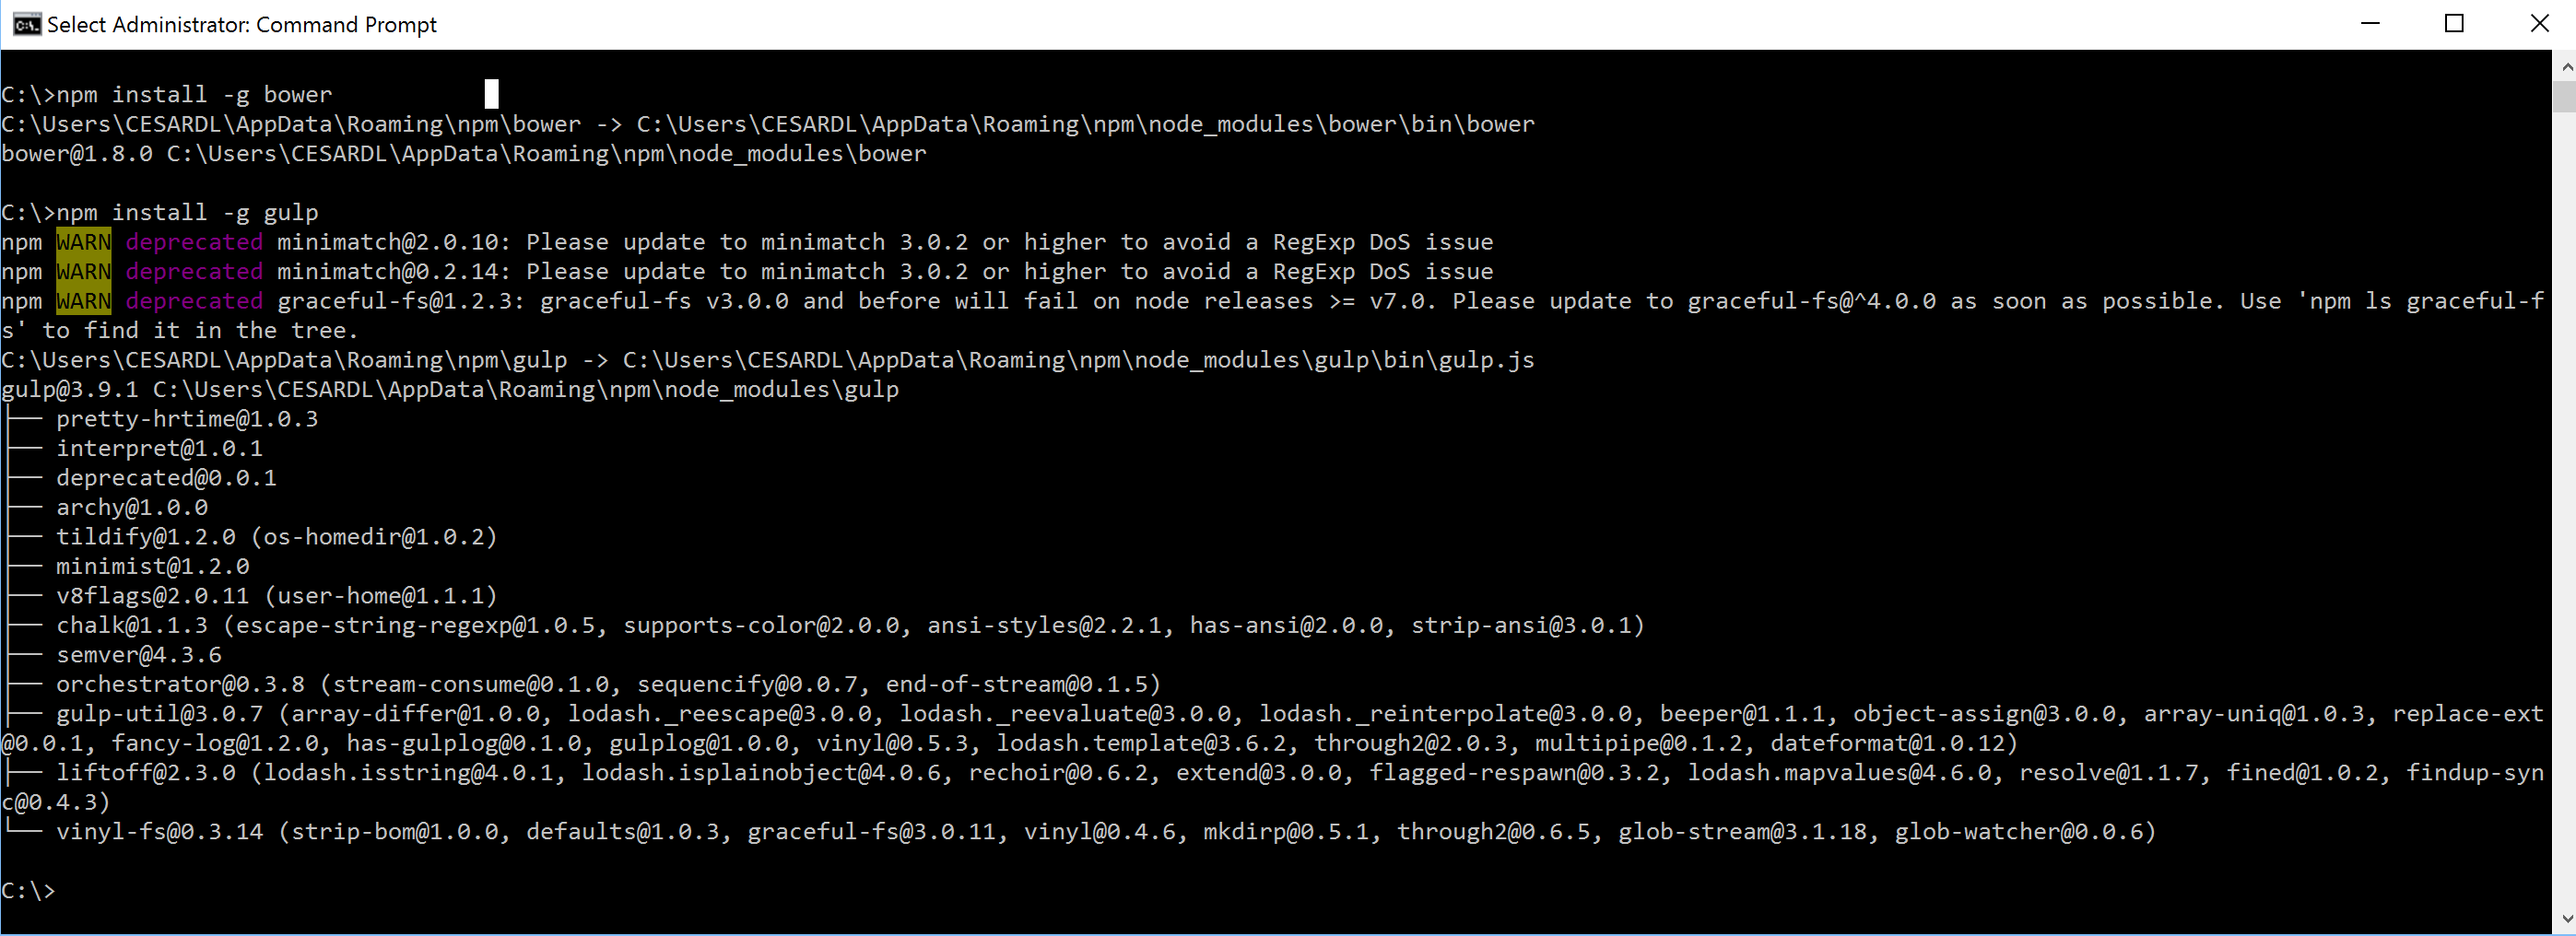 Select Administrator: Command Prompt
C:\>npm install -g bower
C:\Users\CESARDL\AppData\Roaming\npm\bower -> C:\Users\CESARDL\AppData\Roaming\npm\node_modules\bower\bin\bower
bower@1.8.0 C:\Users\CESARDL\AppData\Roaming\npm\node_modules\bower
C:\>npm install -g gulp
npm WARN deprecated minimatch@2.0.10: Please update to minimatch 3.0.2 or higher to avoid a RegExp DoS issue
npm WARN deprecated minimatch@0.2.14: Please update to minimatch 3.0.2 or higher to avoid a RegExp DoS issue
npm WARN deprecated graceful-fs@1.2.3: graceful-fs v3.0.0 and before will fail on node releases >= v7.0. Please update to graceful-fs@^4.0.0 as soon as possible. Use 'npm ls graceful-f
s' to find it in the tree.
C:\Users\CESARDL\AppData\Roaming\npm\gulp -> C:\Users\CESARDL\AppData\Roaming\npm\node_modules\gulp\bin\gulp.js
gulp@3.9.1 C:\Users\CESARDL\AppData\Roaming\npm\node_modules\gulp
├── pretty-hrtime@1.0.3
├── interpret@1.0.1
├── deprecated@0.0.1
├── archy@1.0.0
├── tildify@1.2.0 (os-homedir@1.0.2)
├── minimist@1.2.0
├── v8flags@2.0.11 (user-home@1.1.1)
├── chalk@1.1.3 (escape-string-regexp@1.0.5, supports-color@2.0.0, ansi-styles@2.2.1, has-ansi@2.0.0, strip-ansi@3.0.1)
├── semver@4.3.6
├── orchestrator@0.3.8 (stream-consume@0.1.0, sequencify@0.0.7, end-of-stream@0.1.5)
├── gulp-util@3.0.7 (array-differ@1.0.0, lodash._reescape@3.0.0, lodash._reevaluate@3.0.0, lodash._reinterpolate@3.0.0, beeper@1.1.1, object-assign@3.0.0, array-uniq@1.0.3, replace-ext
@0.0.1, fancy-log@1.2.0, has-gulplog@0.1.0, gulplog@1.0.0, vinyl@0.5.3, lodash.template@3.6.2, through2@2.0.3, multipipe@0.1.2, dateformat@1.0.12)
├── liftoff@2.3.0 (lodash.isstring@4.0.1, lodash.isplainobject@4.0.6, rechoir@0.6.2, extend@3.0.0, flagged-respawn@0.3.2, lodash.mapvalues@4.6.0, resolve@1.1.7, fined@1.0.2, findup-syn
c@0.4.3)
└── vinyl-fs@0.3.14 (strip-bom@1.0.0, defaults@1.0.3, graceful-fs@3.0.11, vinyl@0.4.6, mkdirp@0.5.1, through2@0.6.5, glob-stream@3.1.18, glob-watcher@0.0.6)
C:\>